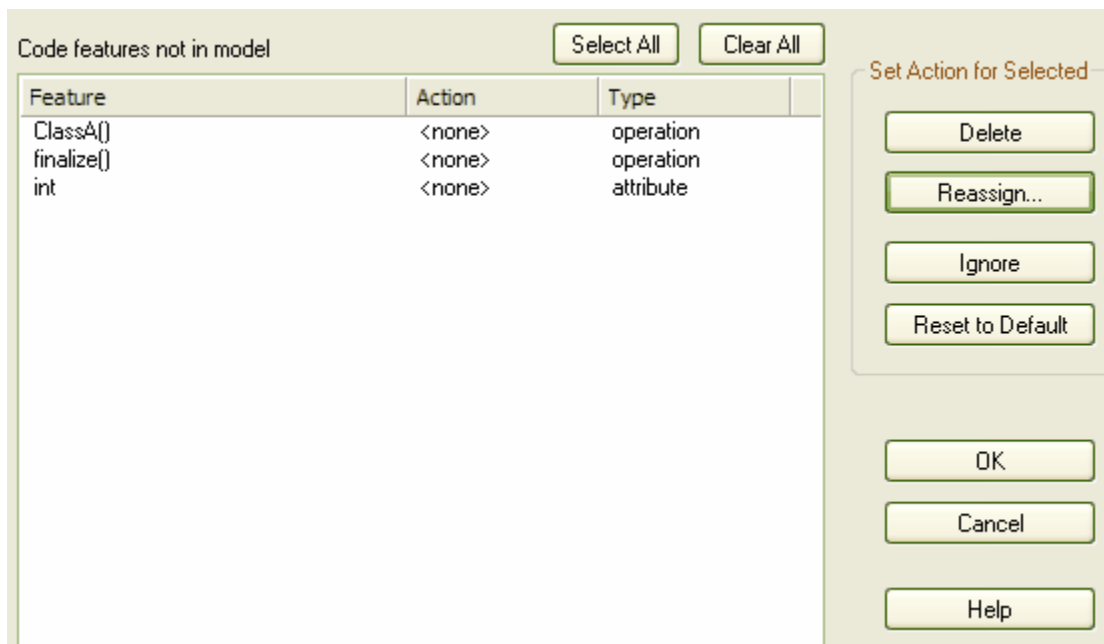 Code features not in model
Select All
Clear All
Feature Action Type
ClassA() <none> operation
finalize() <none> operation
int <none> attribute
Set Action for Selected
Delete
Reassign...
Ignore
Reset to Default
OK
Cancel
Help